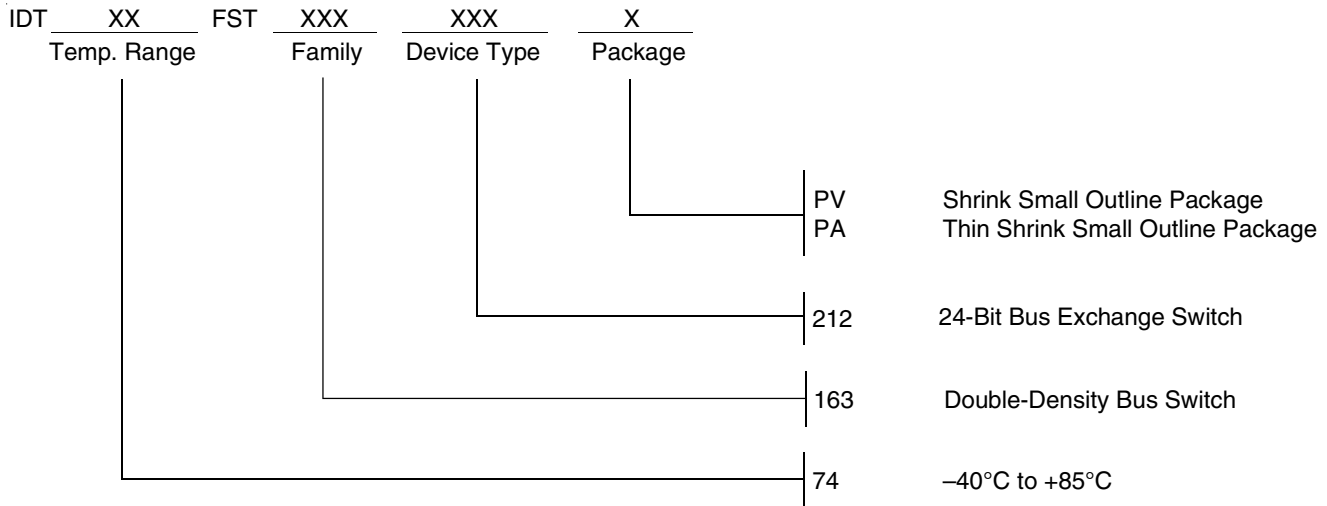 IDT XX FST XXX XXX X
Temp. Range Family Device Type Package
PV Shrink Small Outline Package
PA Thin Shrink Small Outline Package
212 24-Bit Bus Exchange Switch
163 Double-Density Bus Switch
74 –40°C to +85°C